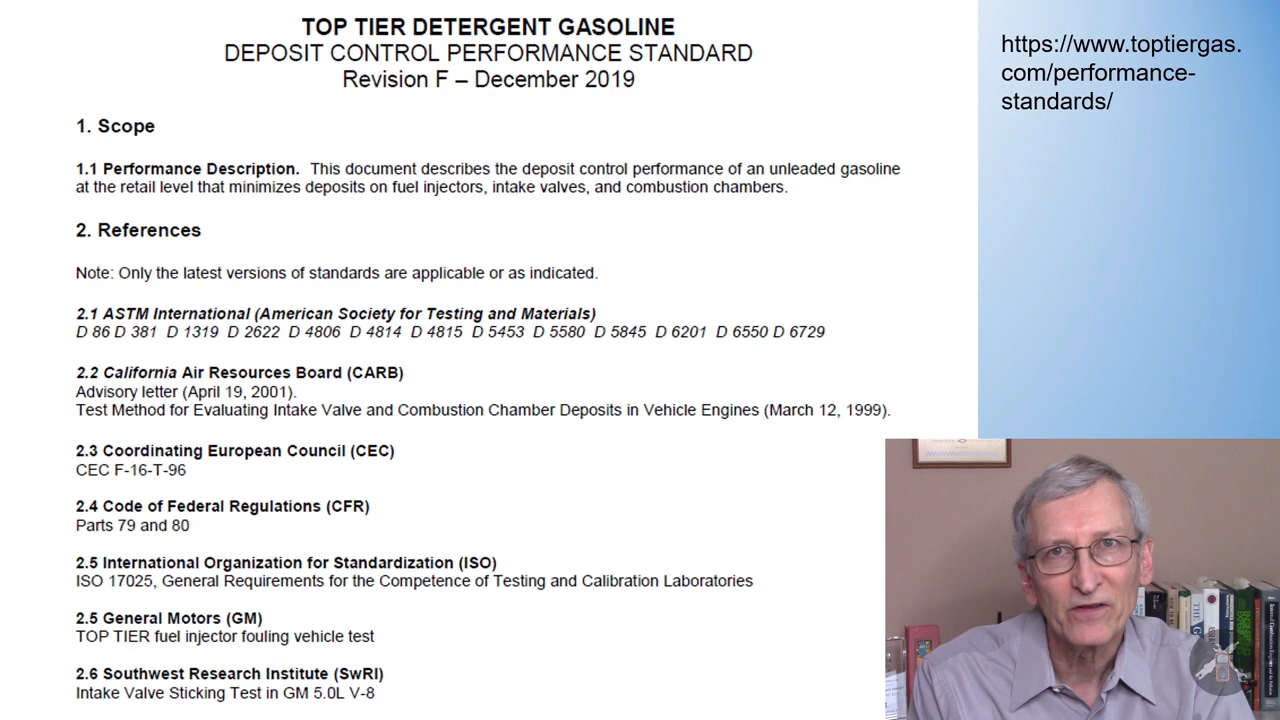 TOP TIER DETERGENT GASOLINE
DEPOSIT CONTROL PERFORMANCE STANDARD
Revision F – December 2019
1. Scope
1.1 Performance Description. This document describes the deposit control performance of an unleaded gasoline
at the retail level that minimizes deposits on fuel injectors, intake valves, and combustion chambers.
2. References
Note: Only the latest versions of standards are applicable or as indicated.
2.1 ASTM International (American Society for Testing and Materials)
D 86 D 381 D 1319 D 2622 D 4806 D 4814 D 4815 D 5453 D 5580 D 5845 D 6201 D 6550 D 6729
2.2 California Air Resources Board (CARB)
Advisory letter (April 19, 2001).
Test Method for Evaluating Intake Valve and Combustion Chamber Deposits in Vehicle Engines (March 12, 1999).
2.3 Coordinating European Council (CEC)
CEC F-16-T-96
2.4 Code of Federal Regulations (CFR)
Parts 79 and 80
2.5 International Organization for Standardization (ISO)
ISO 17025, General Requirements for the Competence of Testing and Calibration Laboratories
2.5 General Motors (GM)
TOP TIER fuel injector fouling vehicle test
2.6 Southwest Research Institute (SwRI)
Intake Valve Sticking Test in GM 5.0L V-8
https://www.toptiergas.
com/performance-
standards/